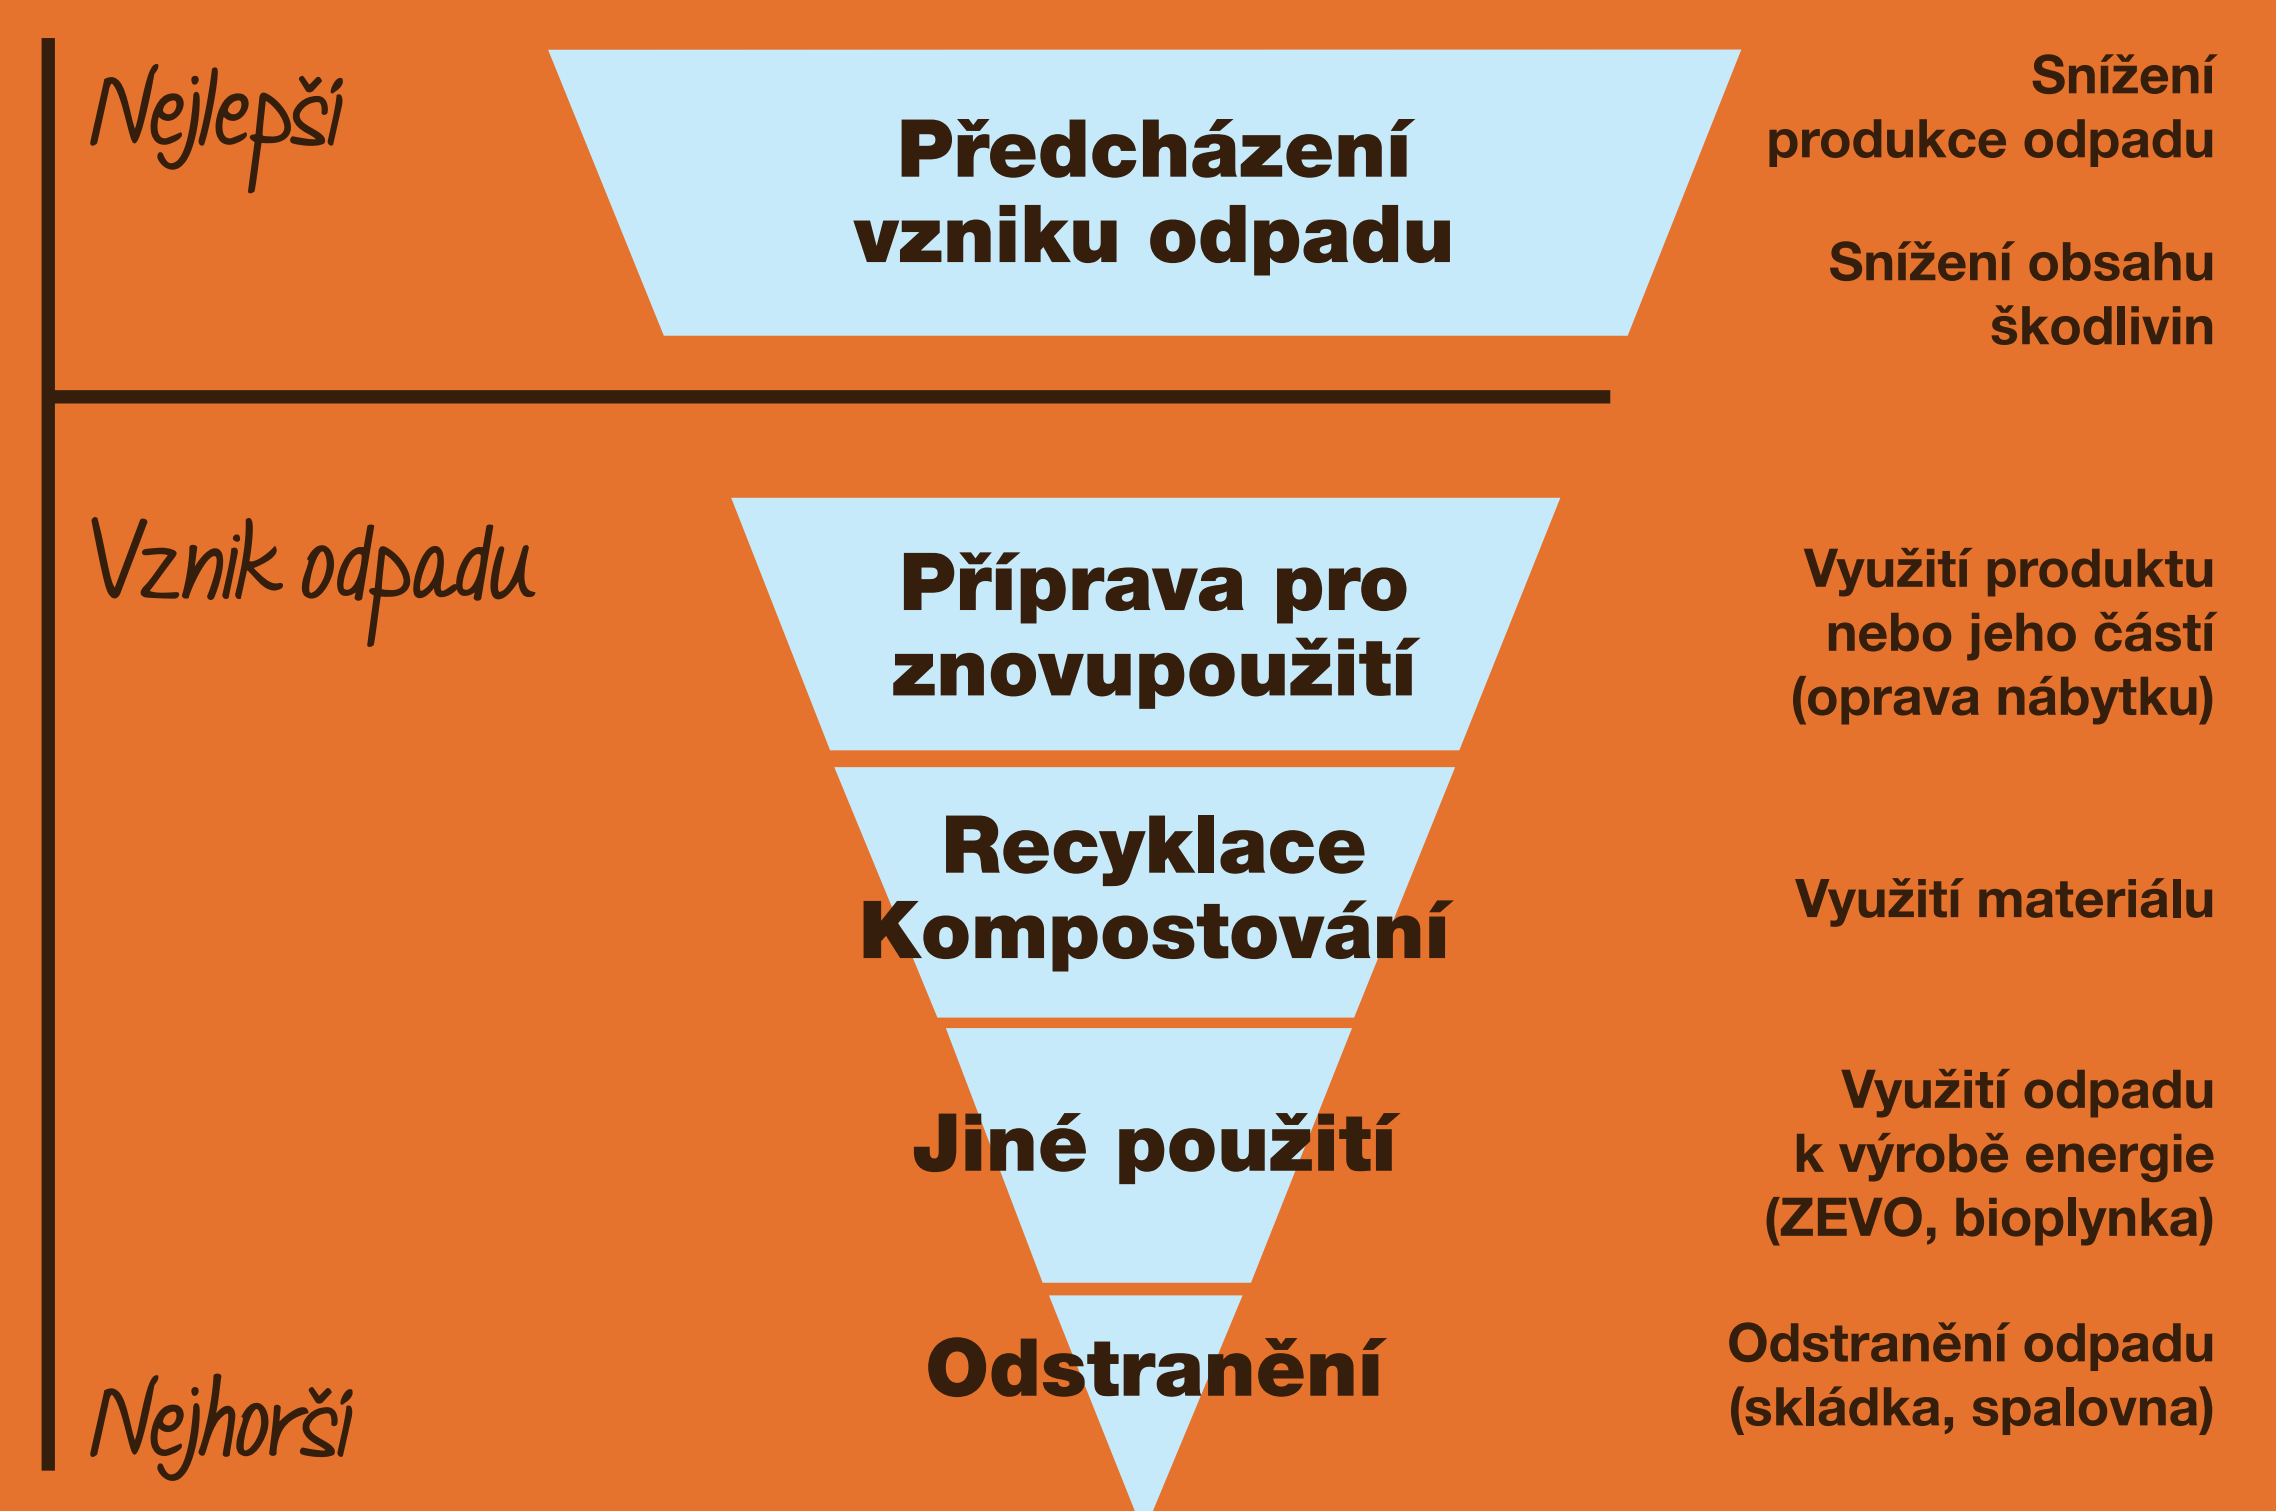 Nejlepší
Předcházení
vzniku odpadu
Snížení
produkce odpadu
Snížení obsahu
škodlivin
Vznik odpadu
Příprava pro
znovupoužití
Využití produktu
nebo jeho částí
(oprava nábytku)
Recyklace
Kompostování
Využití materiálu
Jiné použití
Využití odpadu
k výrobě energie
(ZEVO, bioplynka)
Nejhorší
Odstranění
Odstranění odpadu
(skládka, spalovna)